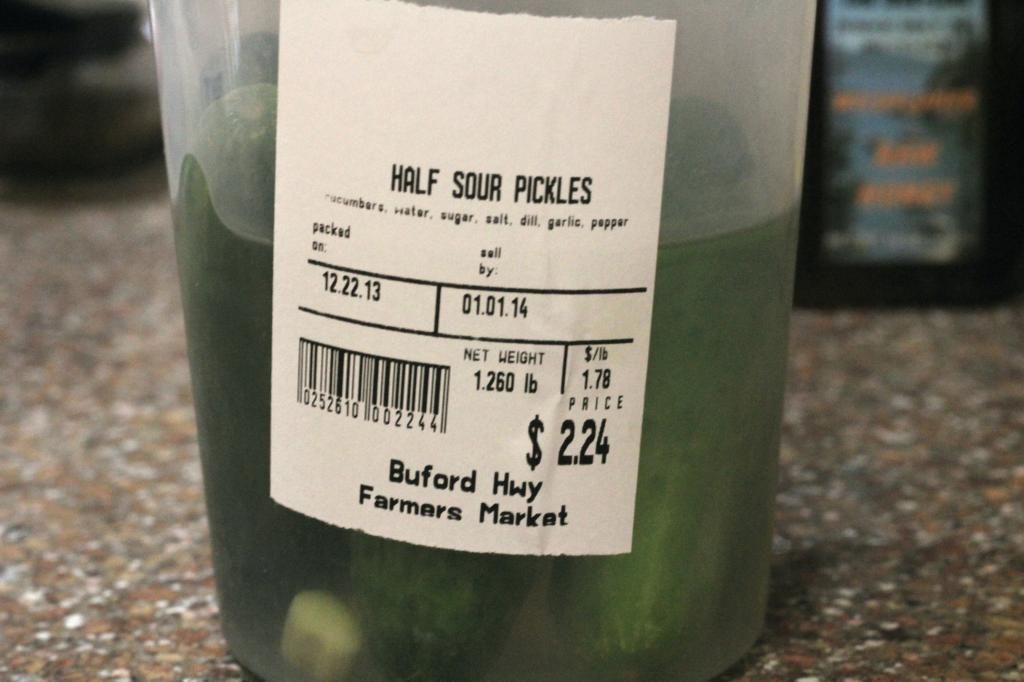 HALF SOUR PICKLES
cucumbers, water, sugar, salt, dill, garlic, pepper
packed on:
sell by:
12.22.13
01.01.14
NET WEIGHT
1.260 lb
$/lb
1.78
PRICE
$ 2.24
0252610 002244
Buford Hwy
Farmers Market